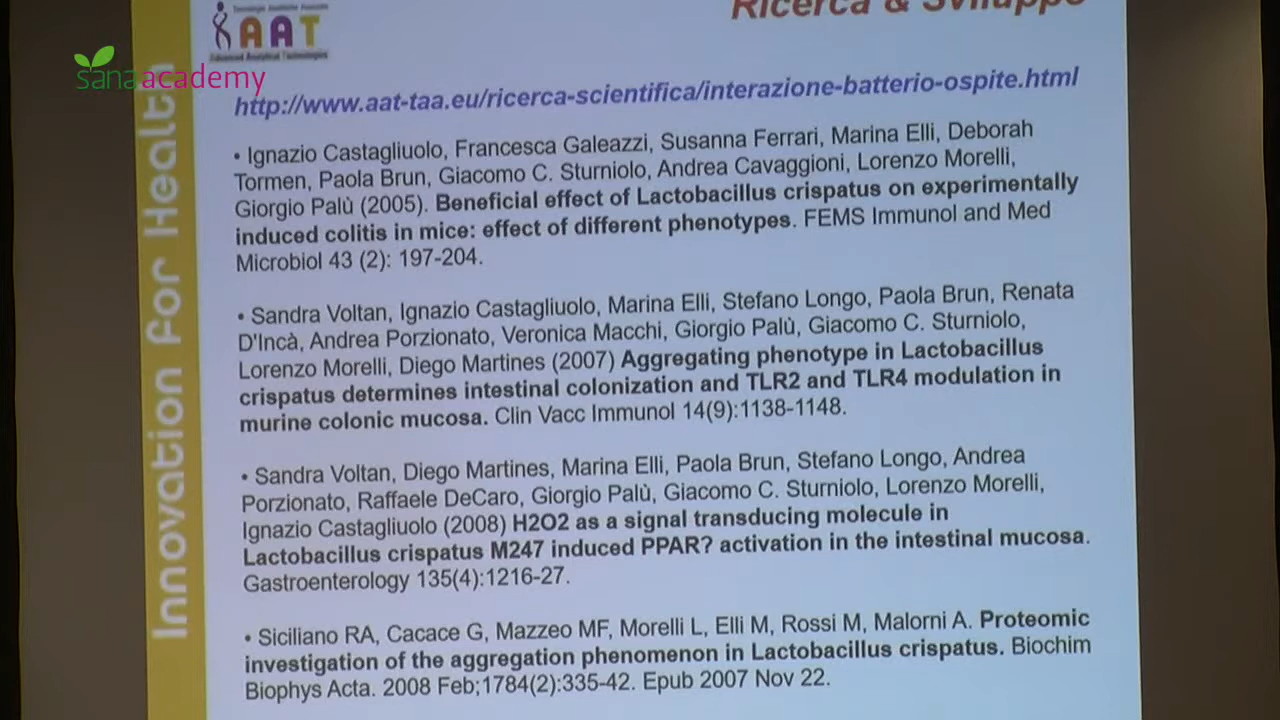 Ricerca & Sviluppo
AAT
Advanced Analytical Technologies
sanaacademy
Innovation for Health
http://www.aat-taa.eu/ricerca-scientifica/interazione-batterio-ospite.html
• Ignazio Castagliuolo, Francesca Galeazzi, Susanna Ferrari, Marina Elli, Deborah
Tormen, Paola Brun, Giacomo C. Sturniolo, Andrea Cavaggioni, Lorenzo Morelli,
Giorgio Palù (2005). Beneficial effect of Lactobacillus crispatus on experimentally
induced colitis in mice: effect of different phenotypes. FEMS Immunol and Med
Microbiol 43 (2): 197-204.
• Sandra Voltan, Ignazio Castagliuolo, Marina Elli, Stefano Longo, Paola Brun, Renata
D'Incà, Andrea Porzionato, Veronica Macchi, Giorgio Palù, Giacomo C. Sturniolo,
Lorenzo Morelli, Diego Martines (2007) Aggregating phenotype in Lactobacillus
crispatus determines intestinal colonization and TLR2 and TLR4 modulation in
murine colonic mucosa. Clin Vacc Immunol 14(9):1138-1148.
• Sandra Voltan, Diego Martines, Marina Elli, Paola Brun, Stefano Longo, Andrea
Porzionato, Raffaele DeCaro, Giorgio Palù, Giacomo C. Sturniolo, Lorenzo Morelli,
Ignazio Castagliuolo (2008) H2O2 as a signal transducing molecule in
Lactobacillus crispatus M247 induced PPAR? activation in the intestinal mucosa.
Gastroenterology 135(4):1216-27.
• Siciliano RA, Cacace G, Mazzeo MF, Morelli L, Elli M, Rossi M, Malorni A. Proteomic
investigation of the aggregation phenomenon in Lactobacillus crispatus. Biochim
Biophys Acta. 2008 Feb;1784(2):335-42. Epub 2007 Nov 22.